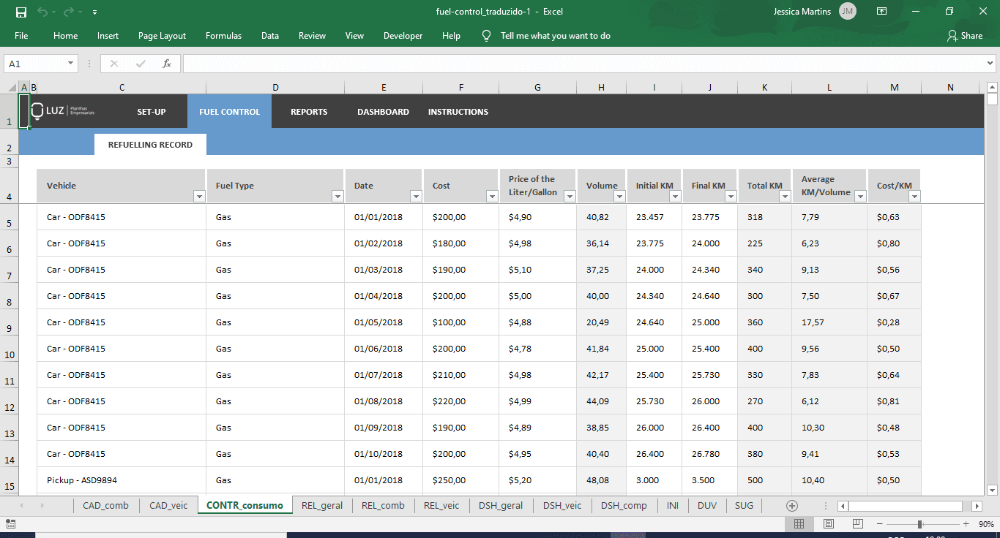 fuel-control_traduzido-1 - Excel
Jessica Martins JM
File Home Insert Page Layout Formulas Data Review View Developer Help Tell me what you want to do Share
A1 fx
A B C D E F G H I J K L M N
1 LUZ Planilhas Empresariais SET-UP FUEL CONTROL REPORTS DASHBOARD INSTRUCTIONS
2 REFUELLING RECORD
3
4 Vehicle Fuel Type Date Cost Price of the Liter/Gallon Volume Initial KM Final KM Total KM Average KM/Volume Cost/KM
5 Car - ODF8415 Gas 01/01/2018 $200,00 $4,90 40,82 23.457 23.775 318 7,79 $0,63
6 Car - ODF8415 Gas 01/02/2018 $180,00 $4,98 36,14 23.775 24.000 225 6,23 $0,80
7 Car - ODF8415 Gas 01/03/2018 $190,00 $5,10 37,25 24.000 24.340 340 9,13 $0,56
8 Car - ODF8415 Gas 01/04/2018 $200,00 $5,00 40,00 24.340 24.640 300 7,50 $0,67
9 Car - ODF8415 Gas 01/05/2018 $100,00 $4,88 20,49 24.640 25.000 360 17,57 $0,28
10 Car - ODF8415 Gas 01/06/2018 $200,00 $4,78 41,84 25.000 25.400 400 9,56 $0,50
11 Car - ODF8415 Gas 01/07/2018 $210,00 $4,98 42,17 25.400 25.730 330 7,83 $0,64
12 Car - ODF8415 Gas 01/08/2018 $220,00 $4,99 44,09 25.730 26.000 270 6,12 $0,81
13 Car - ODF8415 Gas 01/09/2018 $190,00 $4,89 38,85 26.000 26.400 400 10,30 $0,48
14 Car - ODF8415 Gas 01/10/2018 $200,00 $4,95 40,40 26.400 26.780 380 9,41 $0,53
15 Pickup - ASD9894 Gas 01/01/2018 $250,00 $5,20 48,08 3.000 3.500 500 10,40 $0,50
CAD_comb CAD_veic CONTR_consumo REL_geral REL_comb REL_veic DSH_geral DSH_veic DSH_comp INI DUV SUG
90%